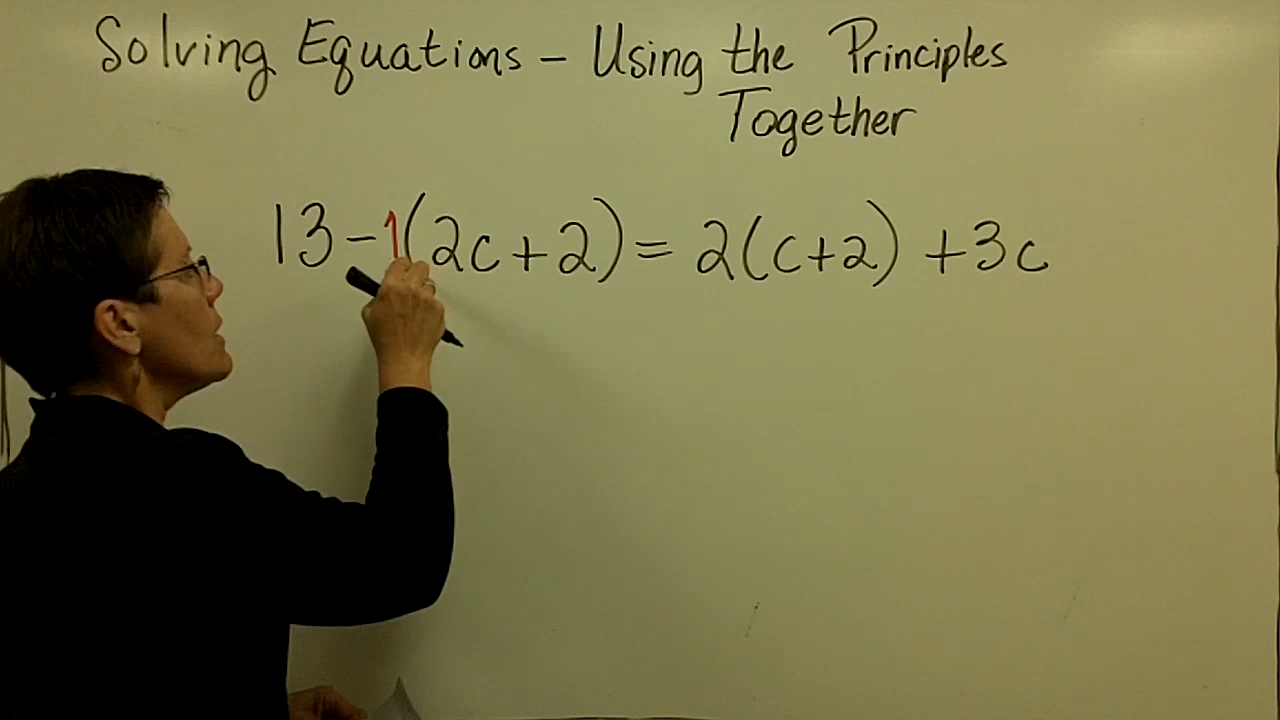 Solving Equations – Using the Principles
Together
13-1(2c+2)=2(c+2)+3c